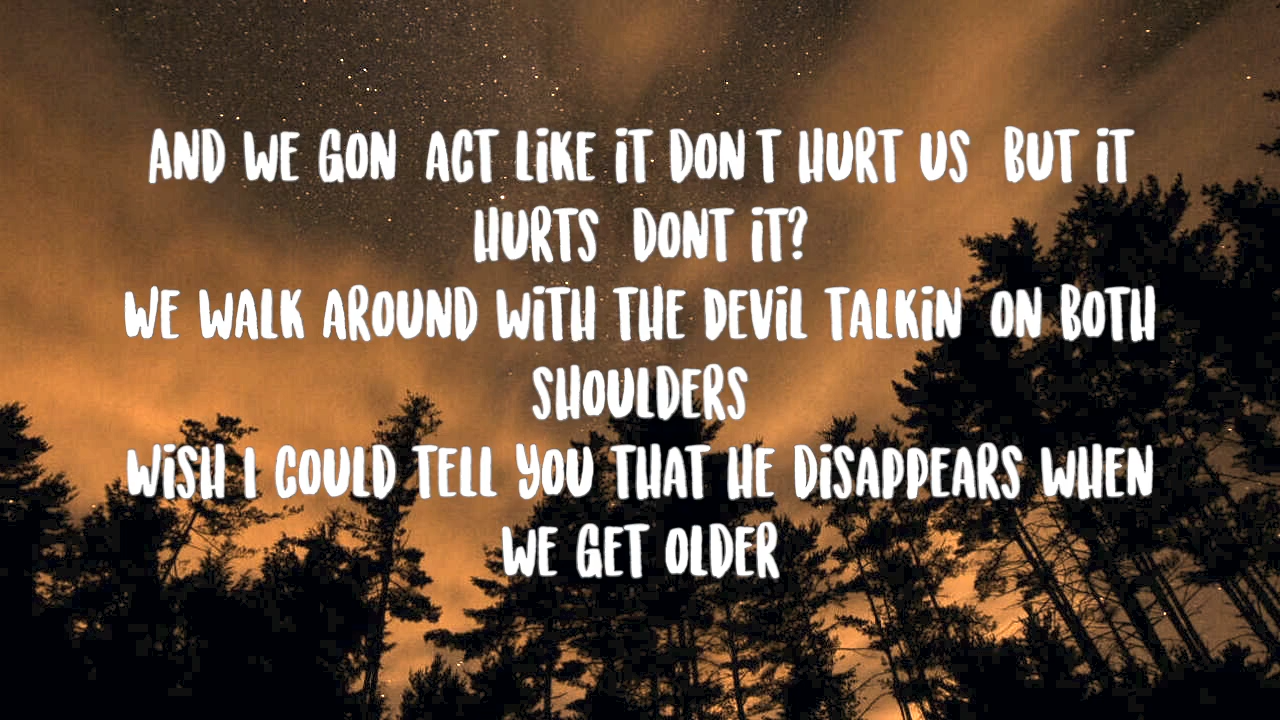 AND WE GON ACT LIKE IT DON T HURT US BUT IT
HURTS DONT IT?
WE WALK AROUND WITH THE DEVIL TALKIN ON BOTH
SHOULDERS
WISH I COULD TELL YOU THAT HE DISAPPEARS WHEN
WE GET OLDER